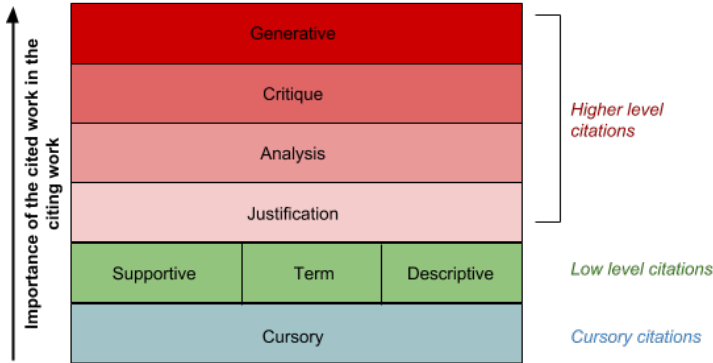 Importance of the cited work in the
citing work
Generative
Critique
Analysis
Justification
Supportive
Term
Descriptive
Cursory
Higher level
citations
Low level citations
Cursory citations